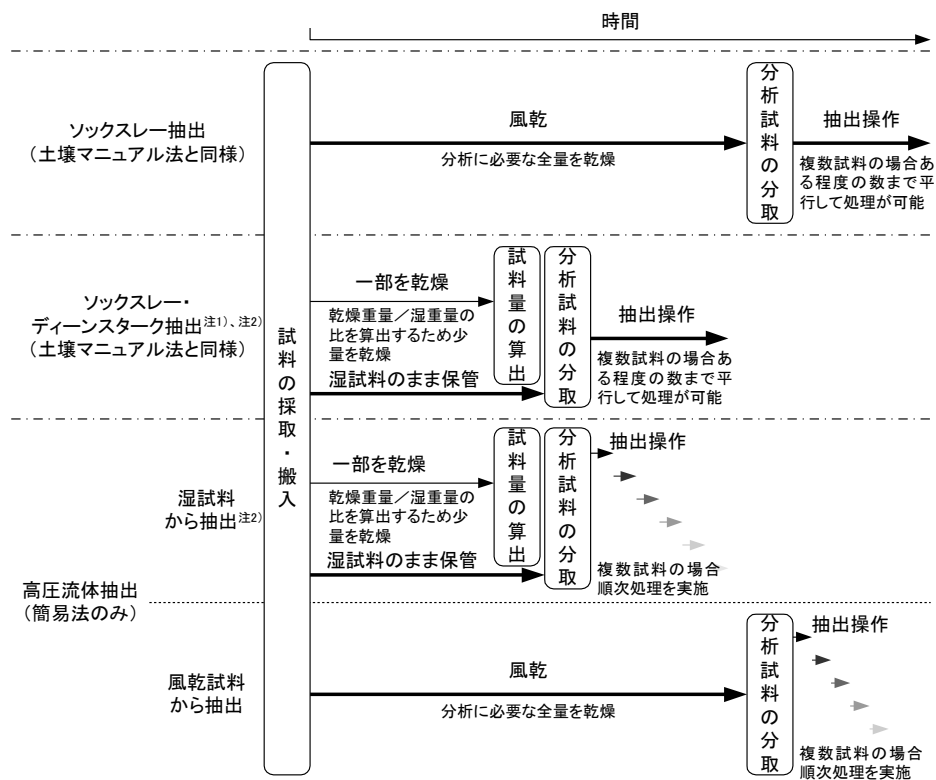 時間
試料の採取・搬入
ソックスレー抽出
（土壌マニュアル法と同様）
風乾
分析に必要な全量を乾燥
分析試料の分取
抽出操作
複数試料の場合あ
る程度の数まで平
行して処理が可能
ソックスレー・
ディーンスターク抽出注1）、注2）
（土壌マニュアル法と同様）
一部を乾燥
乾燥重量／湿重量の
比を算出するため少
量を乾燥
湿試料のまま保管
試料量の算出
分析試料の分取
抽出操作
複数試料の場合あ
る程度の数まで平
行して処理が可能
高圧流体抽出
（簡易法のみ）
湿試料
から抽出注2）
一部を乾燥
乾燥重量／湿重量の
比を算出するため少
量を乾燥
湿試料のまま保管
試料量の算出
分析試料の分取
抽出操作
複数試料の場合
順次処理を実施
風乾試料
から抽出
風乾
分析に必要な全量を乾燥
分析試料の分取
抽出操作
複数試料の場合
順次処理を実施